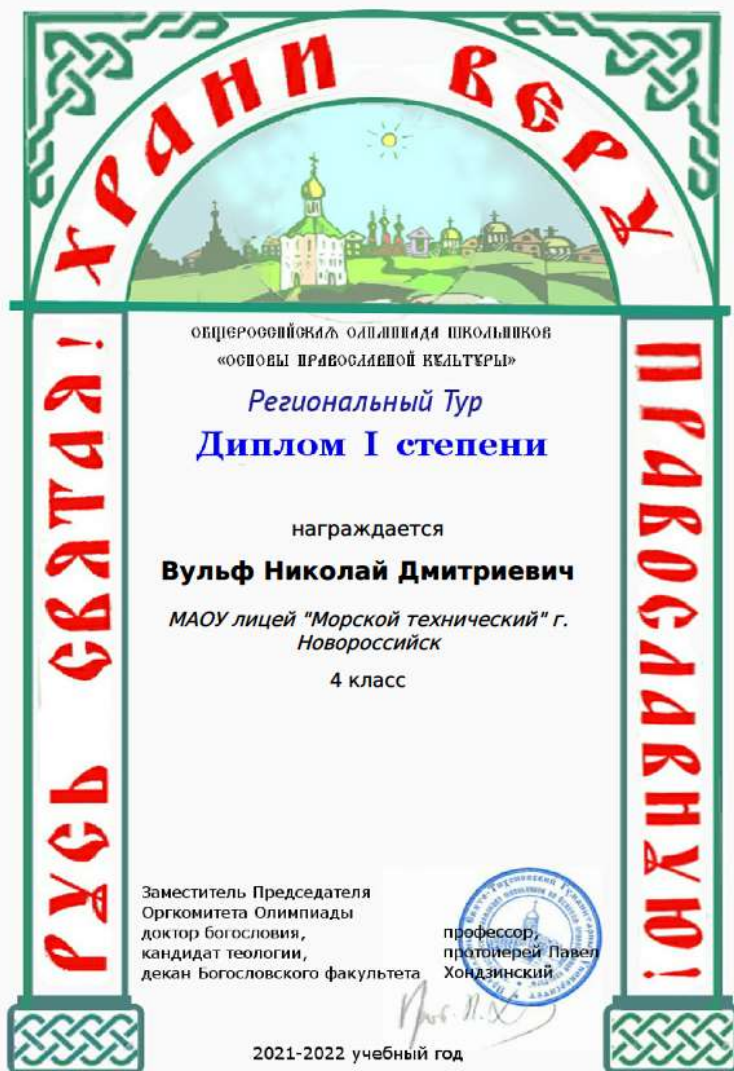 РУСЬ СВЯТАЯ!
ХРАНИ ВЕРУ
ПРАВОСЛАВНУЮ!
ОБЩЕРОССИЙСКАЯ ОЛИМПИАДА ШКОЛЬНИКОВ
«ОСНОВЫ ПРАВОСЛАВНОЙ КУЛЬТУРЫ»
Региональный Тур
Диплом I степени
награждается
Вульф Николай Дмитриевич
МАОУ лицей "Морской технический" г.
Новороссийск
4 класс
Заместитель Председателя
Оргкомитета Олимпиады
доктор богословия, профессор,
кандидат теологии, протоиерей Павел
декан Богословского факультета Хондзинский
2021-2022 учебный год